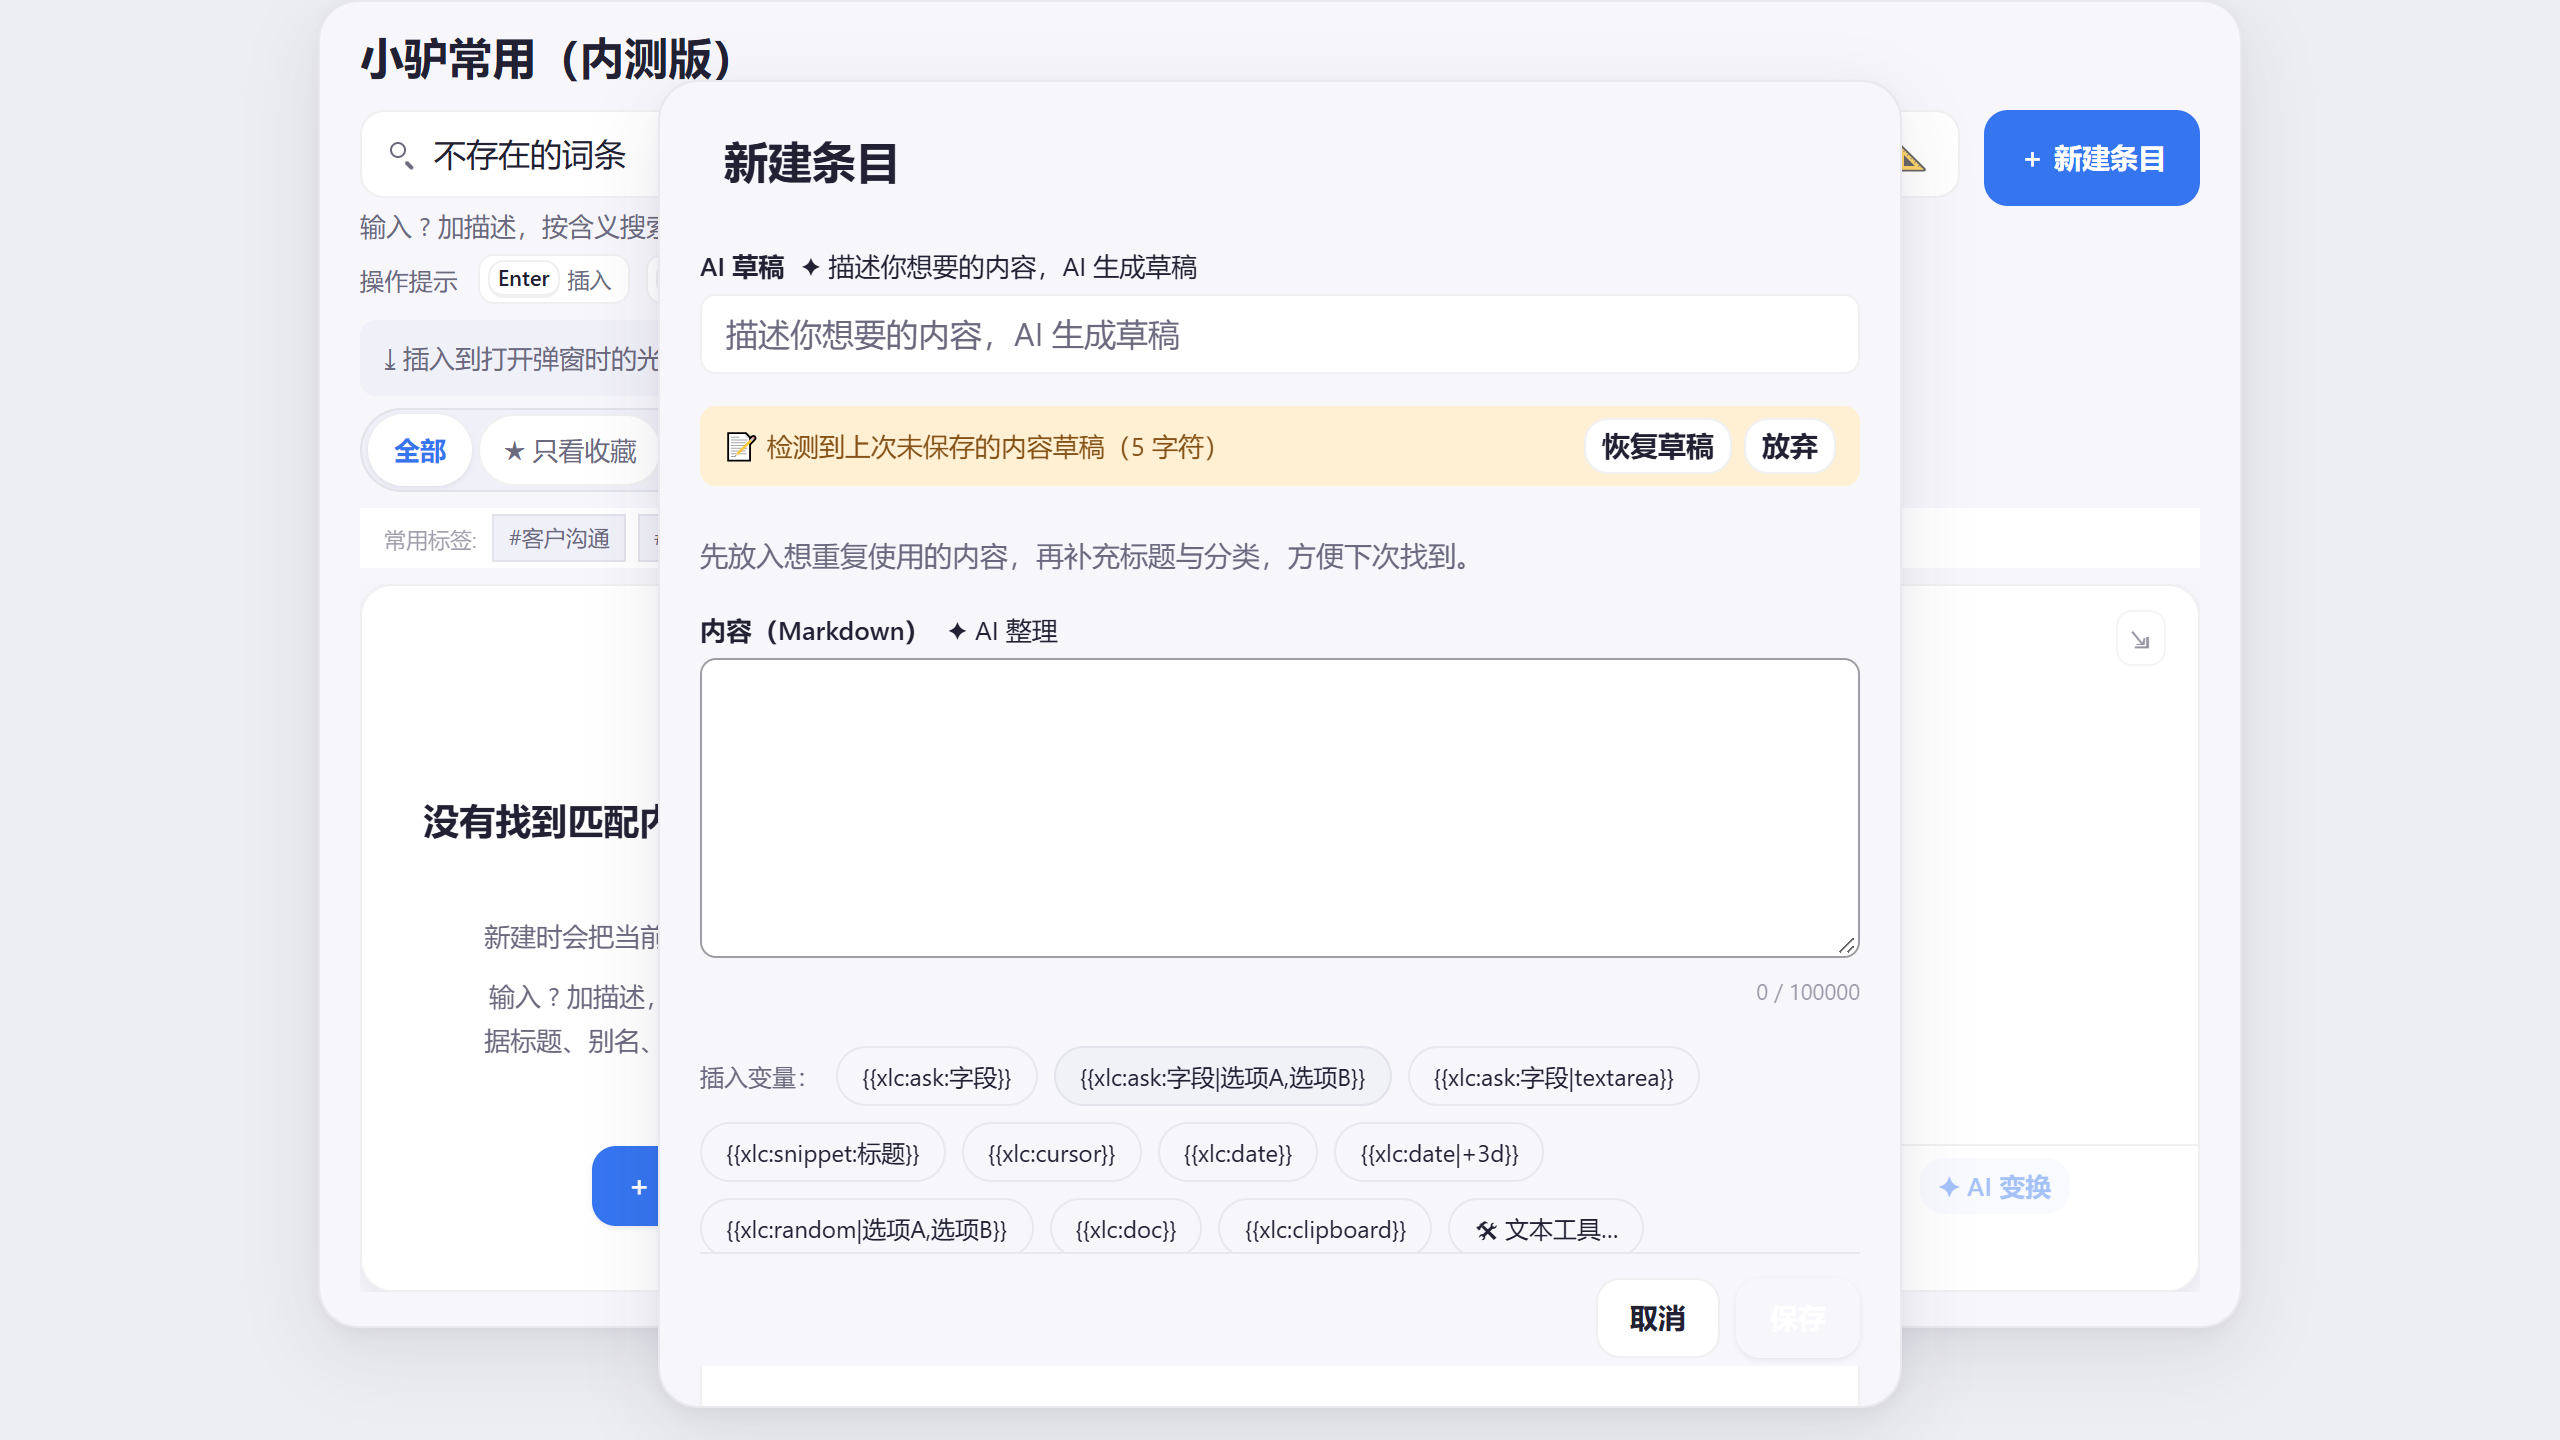 小驴常用（内测版）
不存在的词条
+ 新建条目
输入 ? 加描述，按含义搜索
操作提示 Enter 插入
↓插入到打开弹窗时的光
全部 ★ 只看收藏
常用标签: #客户沟通
没有找到匹配内
新建时会把当前
输入 ? 加描述，
据标题、别名、
+
✦ AI 变换
新建条目
AI 草稿 ✦ 描述你想要的内容，AI 生成草稿
描述你想要的内容，AI 生成草稿
检测到上次未保存的内容草稿（5 字符） 恢复草稿 放弃
先放入想重复使用的内容，再补充标题与分类，方便下次找到。
内容（Markdown） ✦ AI 整理
0 / 100000
插入变量： {{xlc:ask:字段}} {{xlc:ask:字段|选项A,选项B}} {{xlc:ask:字段|textarea}}
{{xlc:snippet:标题}} {{xlc:cursor}} {{xlc:date}} {{xlc:date|+3d}}
{{xlc:random|选项A,选项B}} {{xlc:doc}} {{xlc:clipboard}} 🛠 文本工具...
取消 保存